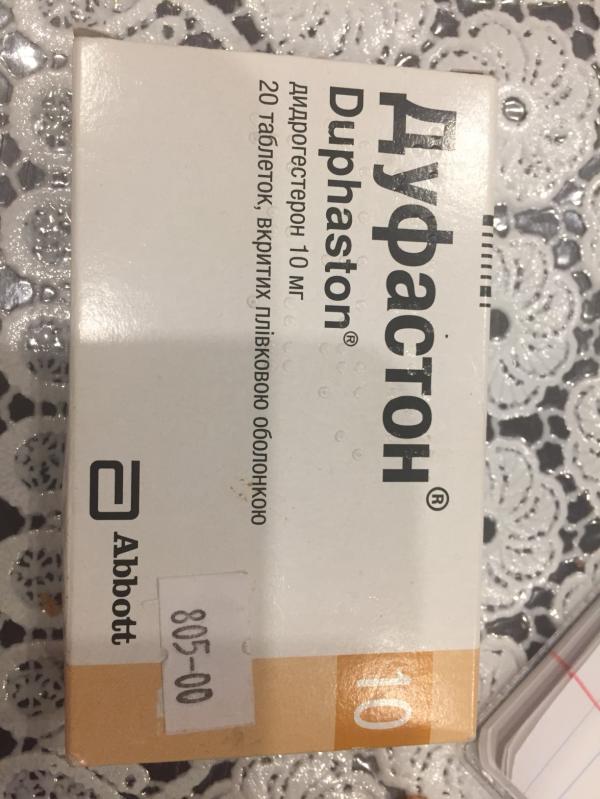 Дуфастон®
Duphaston®
дидрогестерон 10 мг
20 таблеток, вкритих плівковою оболонкою
Abbott
10
805-00